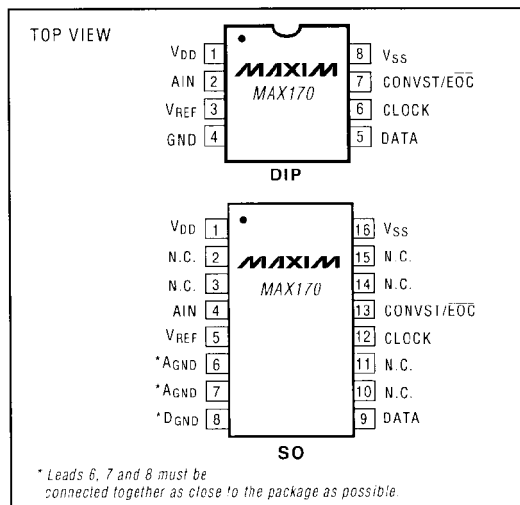 TOP VIEW
VDD 1
AIN 2
VREF 3
GND 4
MAXIM
MAX170
8 VSS
7 CONVST/E̅O̅C̅
6 CLOCK
5 DATA
DIP
VDD 1
N.C. 2
N.C. 3
AIN 4
VREF 5
*AGND 6
*AGND 7
*DGND 8
MAXIM
MAX170
16 VSS
15 N.C.
14 N.C.
13 CONVST/E̅O̅C̅
12 CLOCK
11 N.C.
10 N.C.
9 DATA
SO
* Leads 6, 7 and 8 must be
connected together as close to the package as possible.